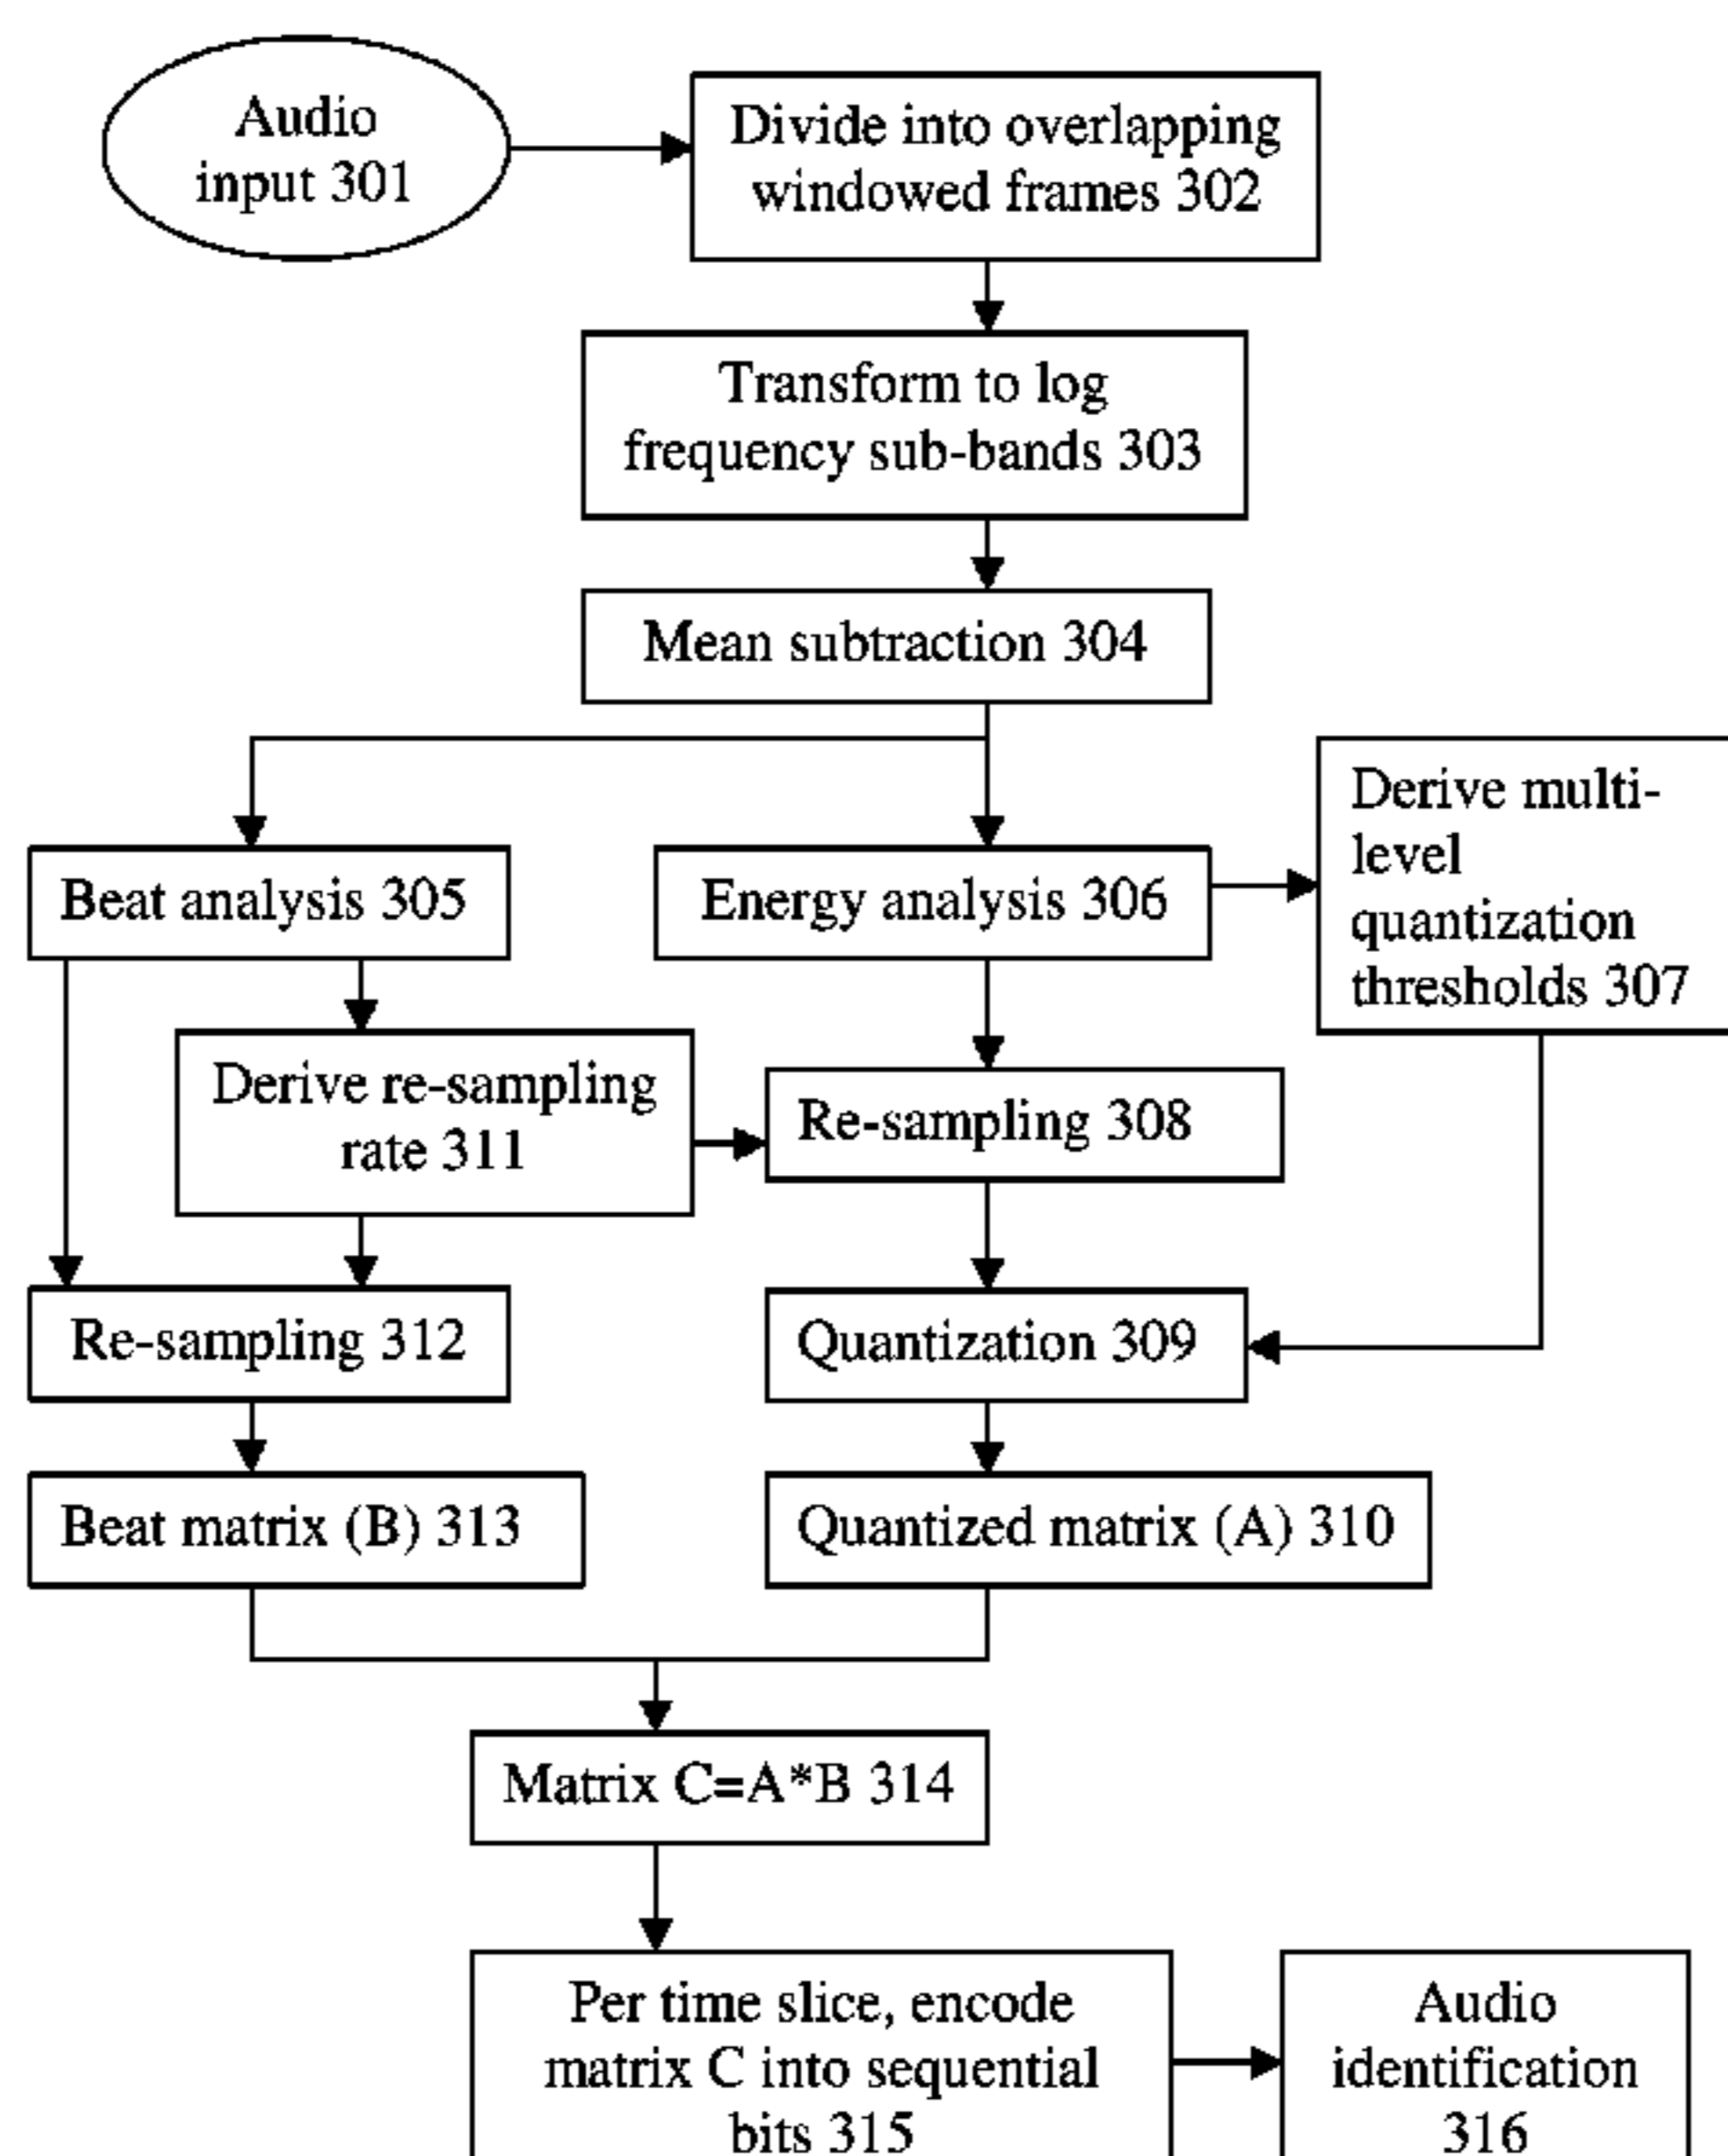 Audio
input 301
Divide into overlapping
windowed frames 302
Transform to log
frequency sub-bands 303
Mean subtraction 304
Derive multi-
level
quantization
thresholds 307
Beat analysis 305
Energy analysis 306
Derive re-sampling
rate 311
Re-sampling 308
Re-sampling 312
Quantization 309
Beat matrix (B) 313
Quantized matrix (A) 310
Matrix C=A*B 314
Per time slice, encode
matrix C into sequential
bits 315
Audio
identification
316